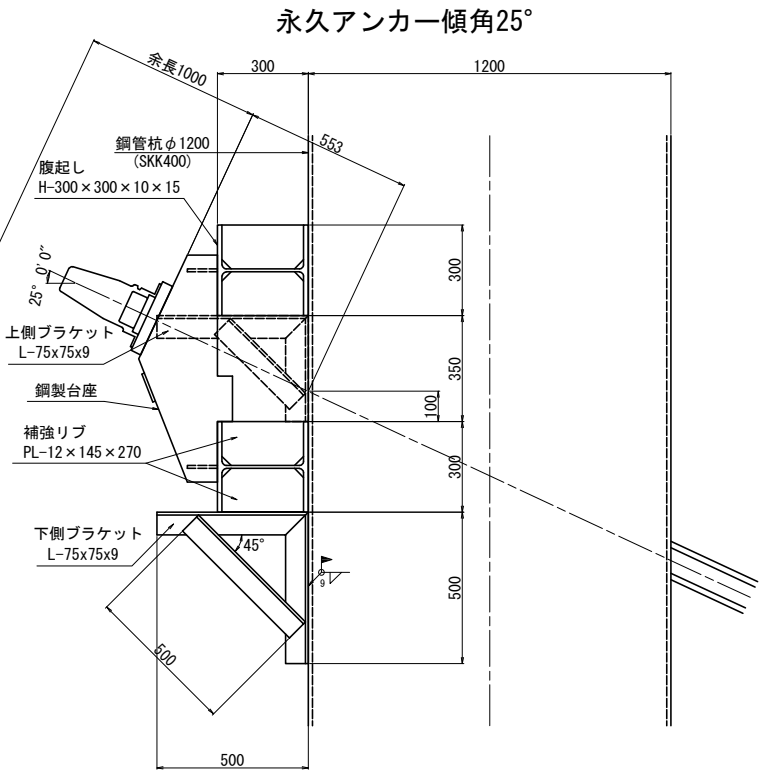 永久アンカー傾角25°
余長1000
300
1200
553
鋼管杭φ1200
(SKK400)
腹起し
H-300×300×10×15
25° 0′0″
300
上側ブラケット
L-75x75x9
350
鋼製台座
100
補強リブ
PL-12×145×270
300
下側ブラケット
L-75x75x9
45°
9
500
500
500